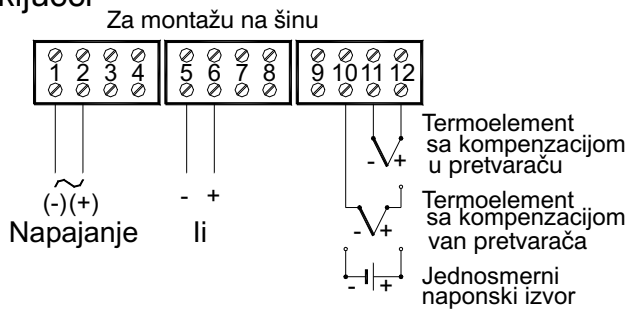 Za montažu na šinu
1 2 3 4 5 6 7 8 9 10 11 12
Termoelement
sa kompenzacijom
u pretvaraču
- +
(-)(+) - +
Napajanje Ii
Termoelement
sa kompenzacijom
van pretvarača
- +
Jednosmerni
naponski izvor
- +